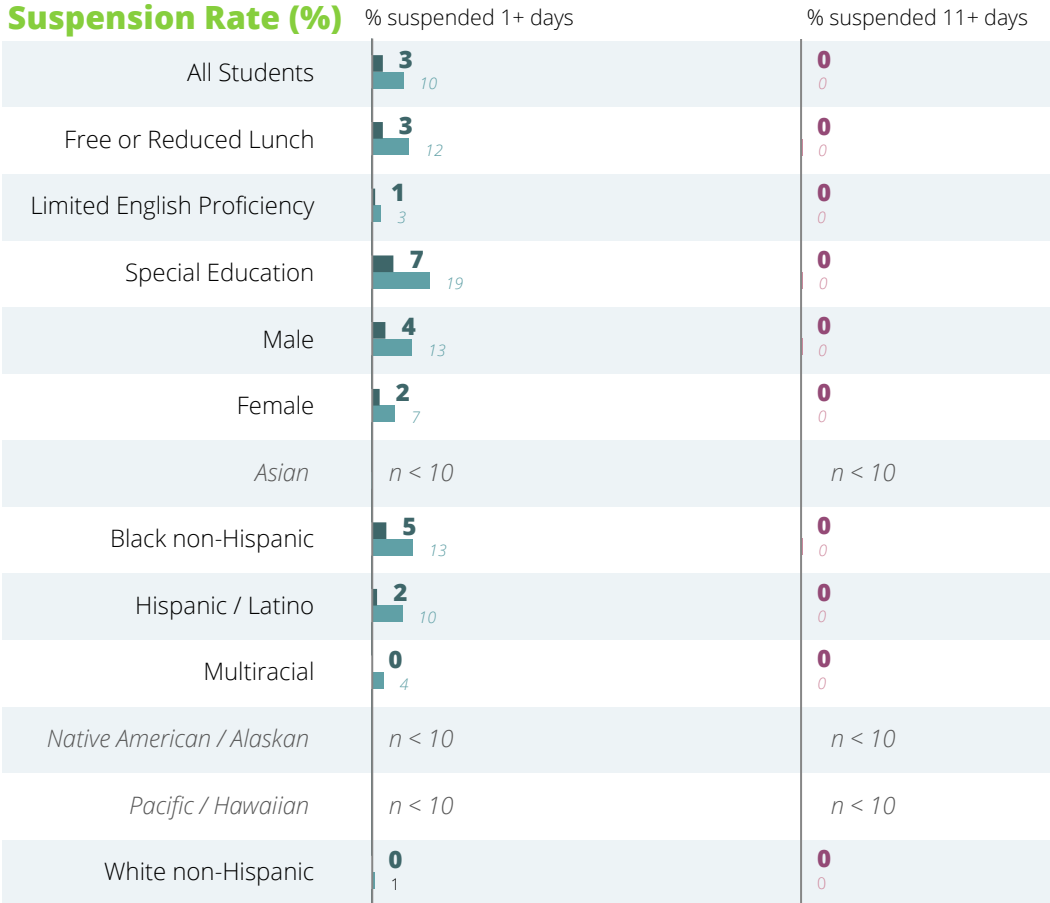 Suspension Rate (%) % suspended 1+ days % suspended 11+ days
All Students 3 10 0 0
Free or Reduced Lunch 3 12 0 0
Limited English Proficiency 1 3 0 0
Special Education 7 19 0 0
Male 4 13 0 0
Female 2 7 0 0
Asian n < 10 n < 10
Black non-Hispanic 5 13 0 0
Hispanic / Latino 2 10 0 0
Multiracial 0 4 0 0
Native American / Alaskan n < 10 n < 10
Pacific / Hawaiian n < 10 n < 10
White non-Hispanic 0 1 0 0